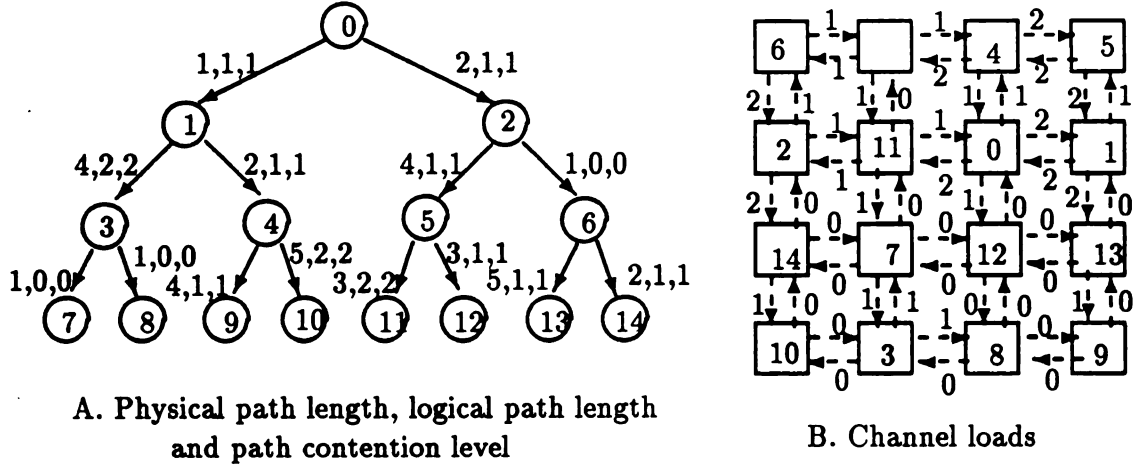 0
1,1,1 2,1,1
1 2
4,2,2 2,1,1 4,1,1 1,0,0
3 4 5 6
1,0,0 1,0,0 4,1,1 5,2,2 3,2,2 3,1,1 5,1,1 2,1,1
7 8 9 10 11 12 13 14
A. Physical path length, logical path length
and path contention level
1 1 2
6 4 5
1 2 2
2 1 1 0 1 1 2 1
1 1 2
2 11 0 1
1 2 2
2 0 1 0 1 0 2 0
0 0 0
14 7 12 13
0 0 0
1 0 1 1 0 0 1 0
0 1 0
10 3 8 9
0 0 0
B. Channel loads